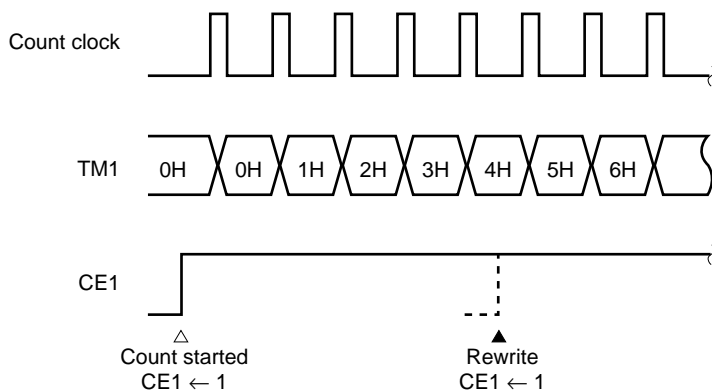 Count clock
TM1
0H
0H
1H
2H
3H
4H
5H
6H
CE1
Count started
CE1 ← 1
Rewrite
CE1 ← 1